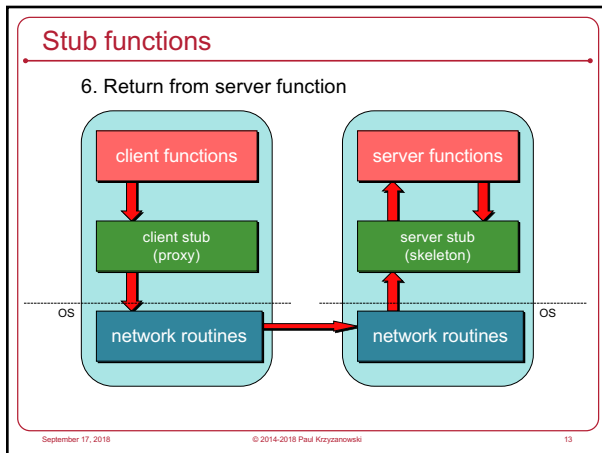 Stub functions
6. Return from server function
client functions
server functions
client stub
(proxy)
server stub
(skeleton)
OS
OS
network routines
network routines
September 17, 2018
© 2014-2018 Paul Krzyzanowski
13